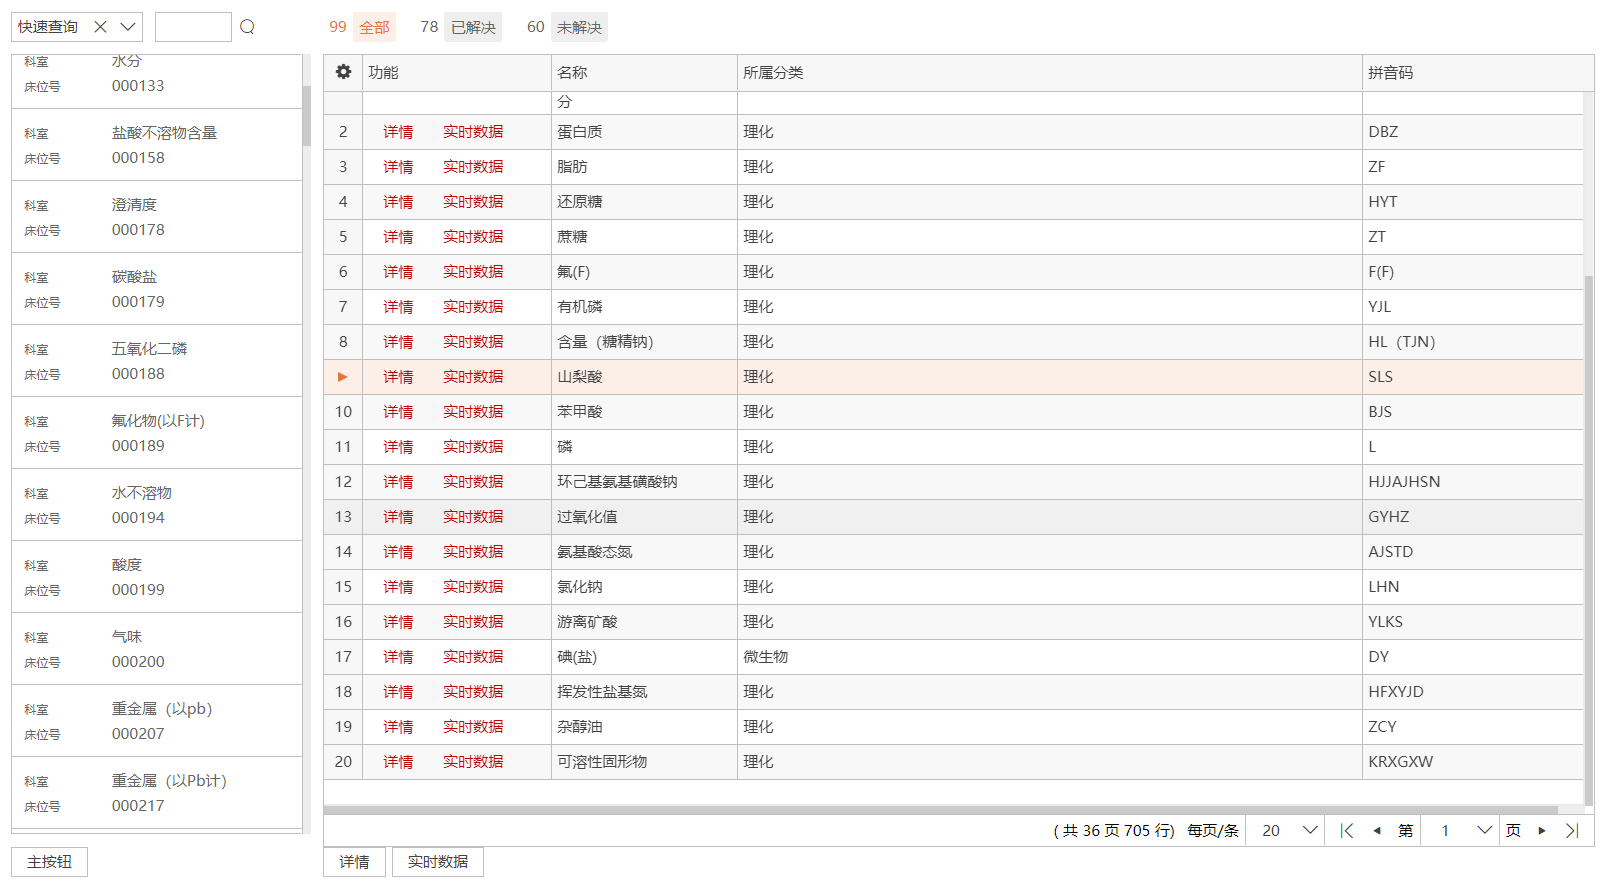 快速查询
99 全部 78 已解决 60 未解决
科室 水分
床位号 000133
科室 盐酸不溶物含量
床位号 000158
科室 澄清度
床位号 000178
科室 碳酸盐
床位号 000179
科室 五氧化二磷
床位号 000188
科室 氟化物(以F计)
床位号 000189
科室 水不溶物
床位号 000194
科室 酸度
床位号 000199
科室 气味
床位号 000200
科室 重金属（以pb）
床位号 000207
科室 重金属（以Pb计）
床位号 000217
主按钮
功能 名称 所属分类 拼音码
分
2 详情 实时数据 蛋白质 理化 DBZ
3 详情 实时数据 脂肪 理化 ZF
4 详情 实时数据 还原糖 理化 HYT
5 详情 实时数据 蔗糖 理化 ZT
6 详情 实时数据 氟(F) 理化 F(F)
7 详情 实时数据 有机磷 理化 YJL
8 详情 实时数据 含量（糖精钠） 理化 HL（TJN）
详情 实时数据 山梨酸 理化 SLS
10 详情 实时数据 苯甲酸 理化 BJS
11 详情 实时数据 磷 理化 L
12 详情 实时数据 环己基氨基磺酸钠 理化 HJJAJHSN
13 详情 实时数据 过氧化值 理化 GYHZ
14 详情 实时数据 氨基酸态氮 理化 AJSTD
15 详情 实时数据 氯化钠 理化 LHN
16 详情 实时数据 游离矿酸 理化 YLKS
17 详情 实时数据 碘(盐) 微生物 DY
18 详情 实时数据 挥发性盐基氮 理化 HFXYJD
19 详情 实时数据 杂醇油 理化 ZCY
20 详情 实时数据 可溶性固形物 理化 KRXGXW
( 共 36 页 705 行) 每页/条 20 第 1 页
详情 实时数据